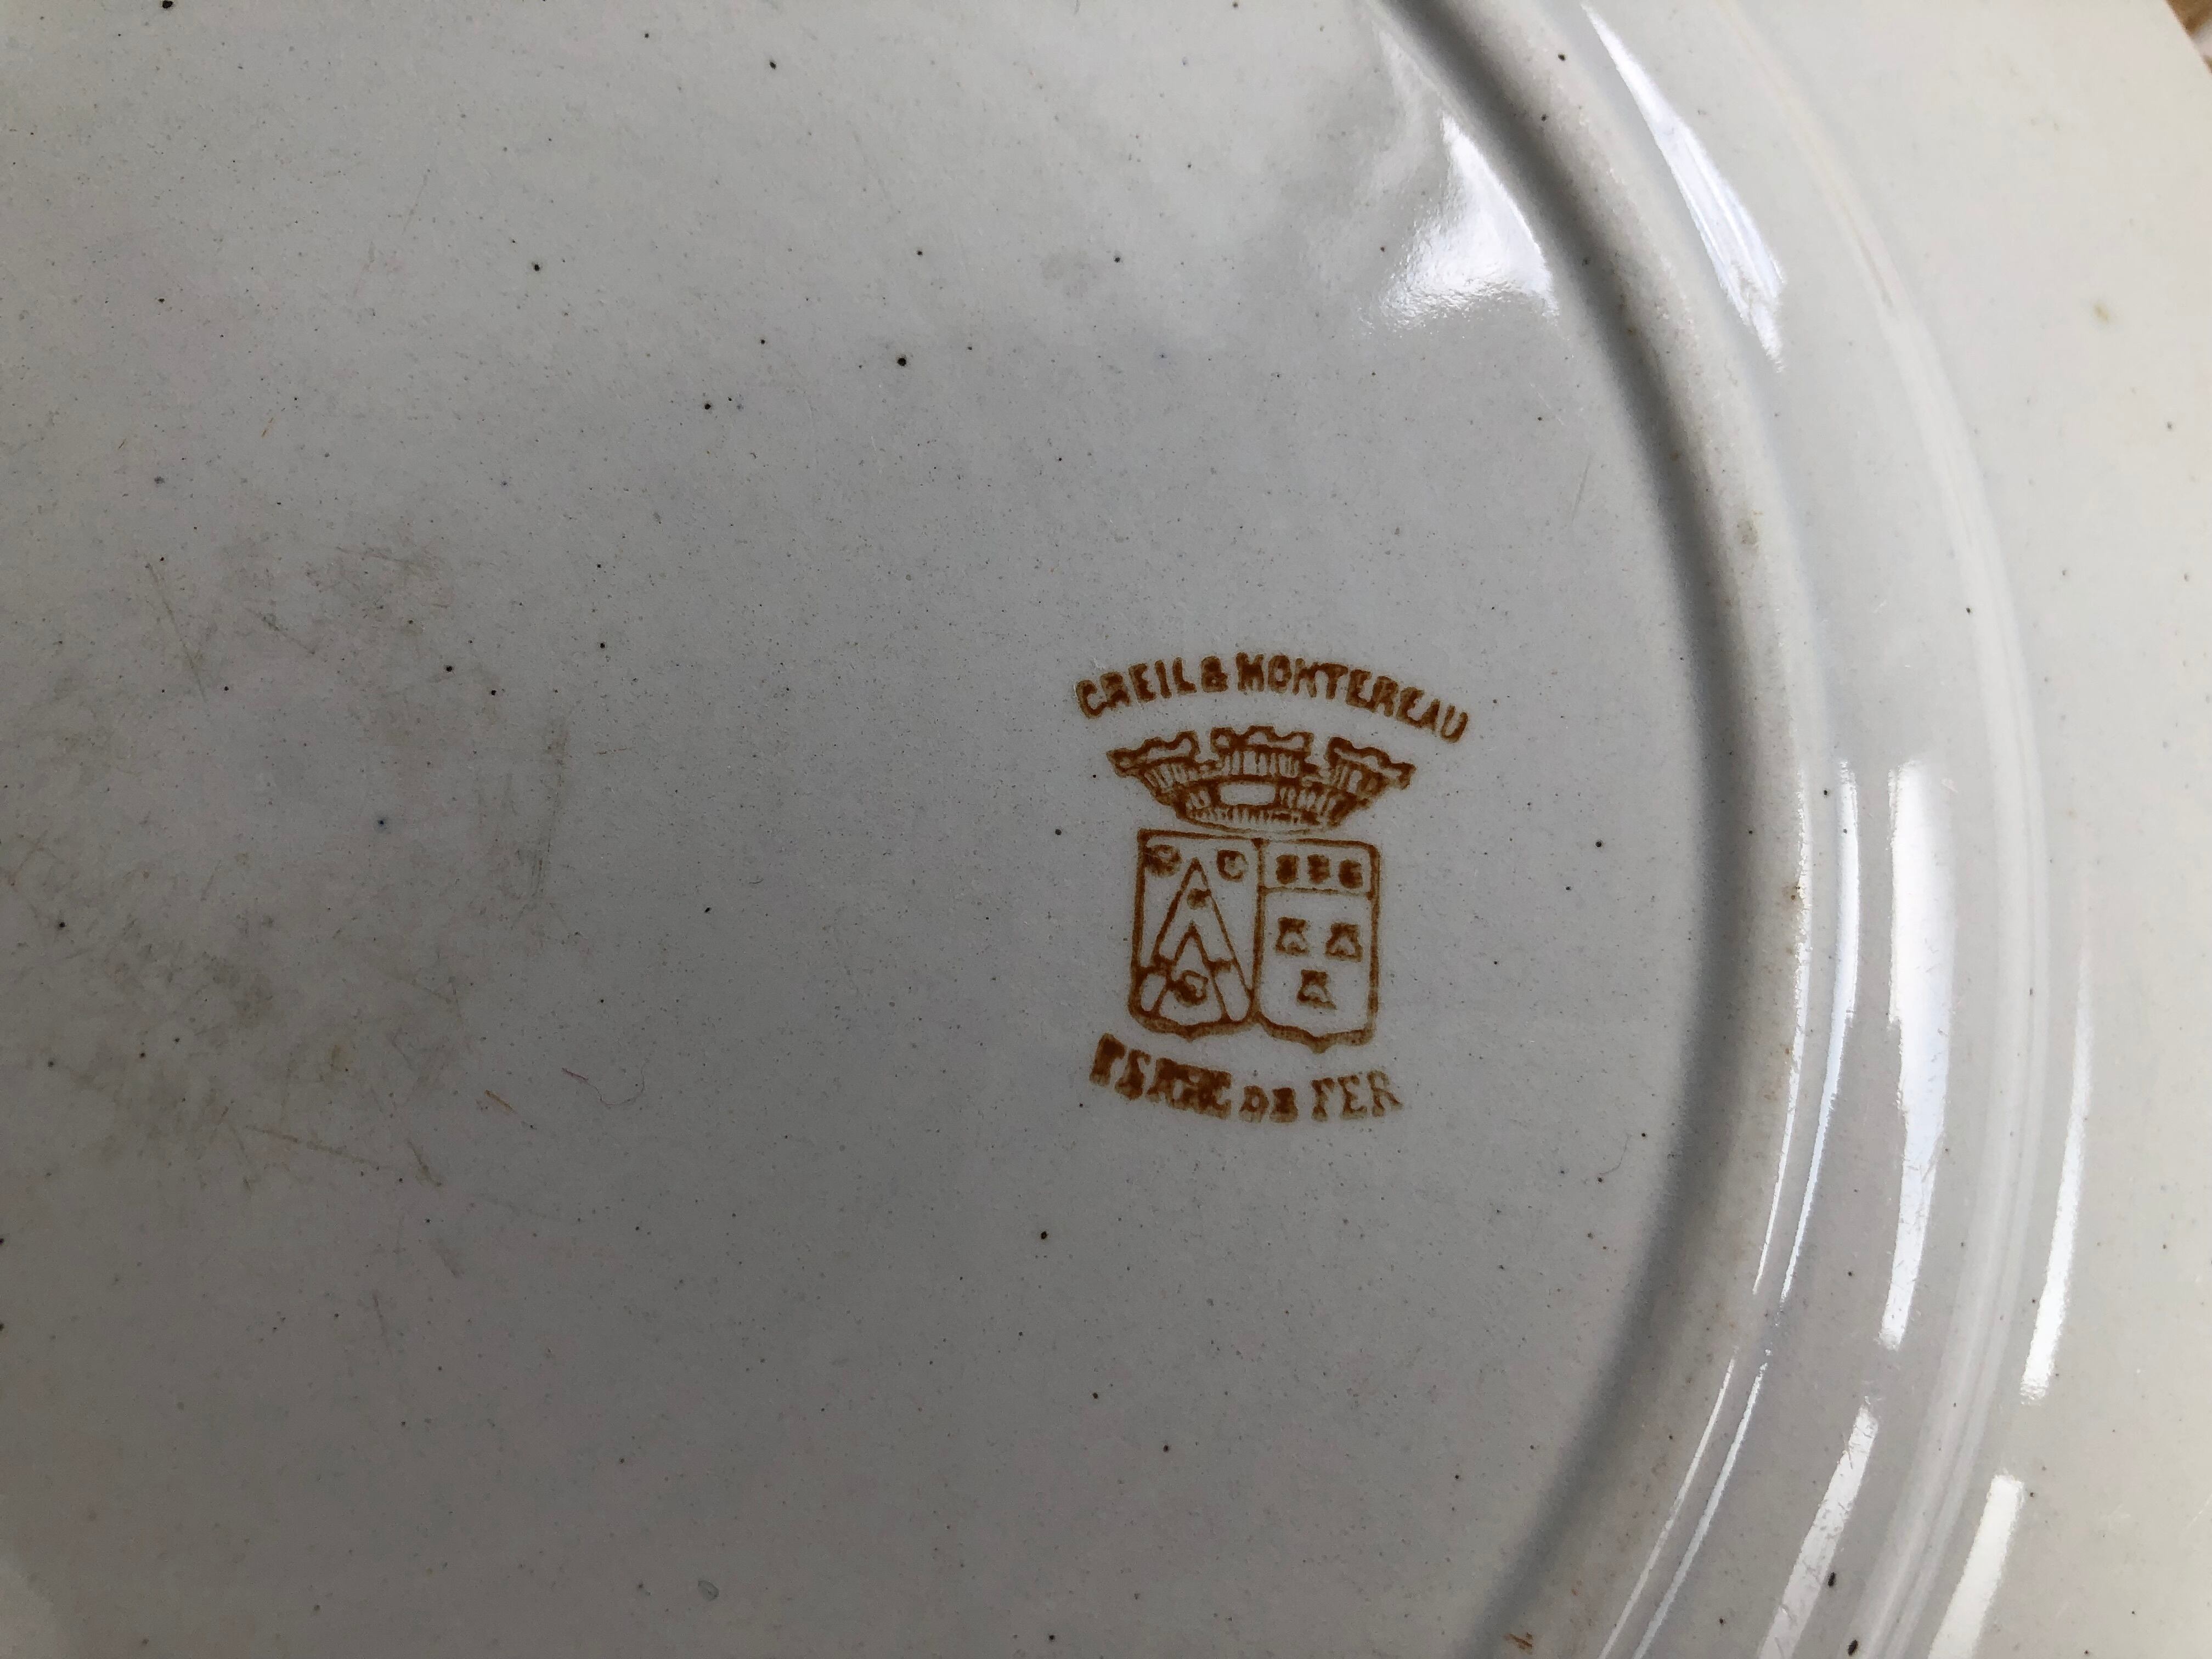 CREIL & MONTEREAU
TERRE DE FER